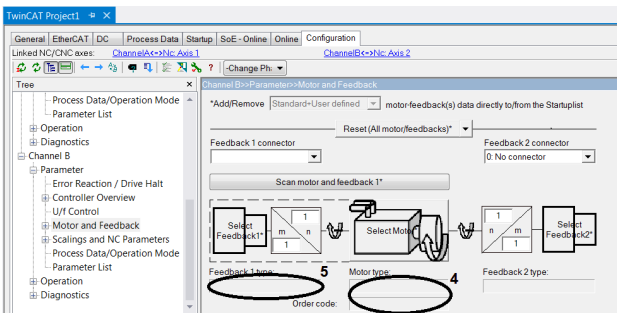 TwinCAT Project1
General EtherCAT DC Process Data Startup SoE - Online Online Configuration
Linked NC/CNC axes: ChannelA<=>Nc: Axis 1 ChannelB<=>Nc: Axis 2
? -Change Ph:
Tree
Channel B>>Parameter>>Motor and Feedback
Process Data/Operation Mode
Parameter List
Operation
Diagnostics
Channel B
Parameter
Error Reaction / Drive Halt
Controller Overview
U/f Control
Motor and Feedback
Scalings and NC Parameters
Process Data/Operation Mode
Parameter List
Operation
Diagnostics
*Add/Remove Standard+User defined motor-feedback(s) data directly to/from the Startuplist
Reset (All motor/feedbacks)*
Feedback 1 connector Feedback 2 connector
0: No connector
Scan motor and feedback 1*
Select Feedback1*
1
m n
1
Select Moto
1
n m
1
Select Feedback2*
Feedback 1 type: 5 Motor type: 4 Feedback 2 type:
Order code: